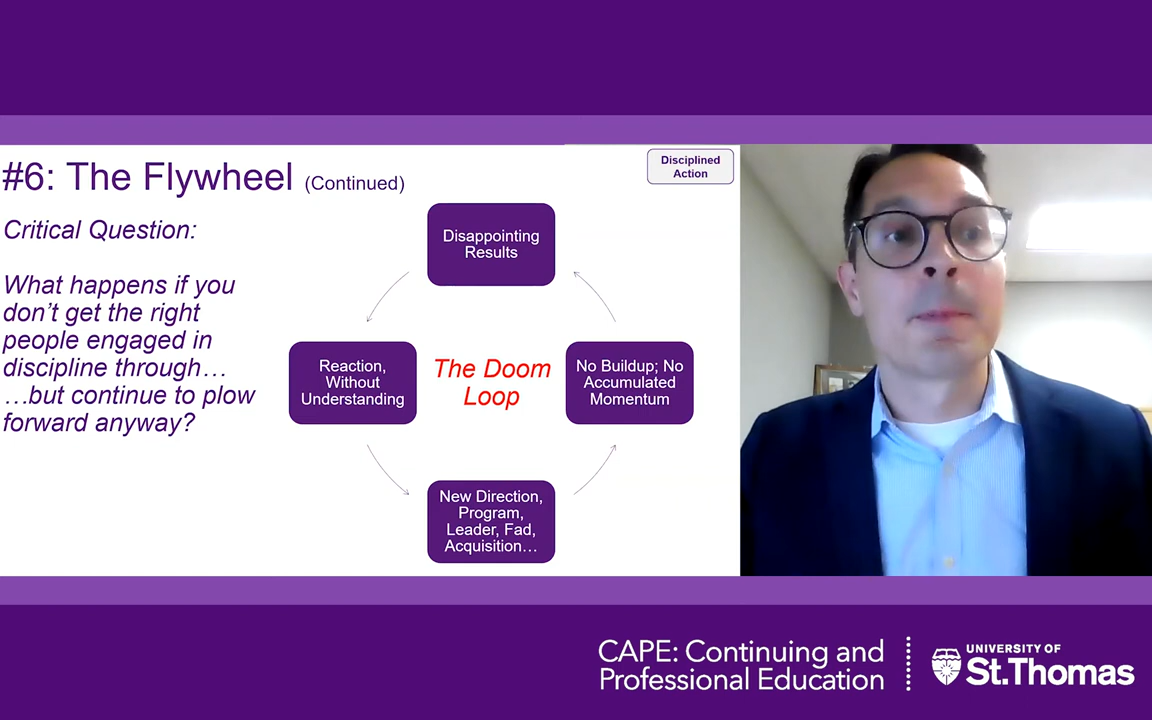 #6: The Flywheel (Continued)
Disciplined
Action
Critical Question:
What happens if you
don't get the right
people engaged in
discipline through…
…but continue to plow
forward anyway?
Disappointing
Results
Reaction,
Without
Understanding
The Doom
Loop
No Buildup; No
Accumulated
Momentum
New Direction,
Program,
Leader, Fad,
Acquisition…
CAPE: Continuing and
Professional Education
UNIVERSITY OF
St.Thomas